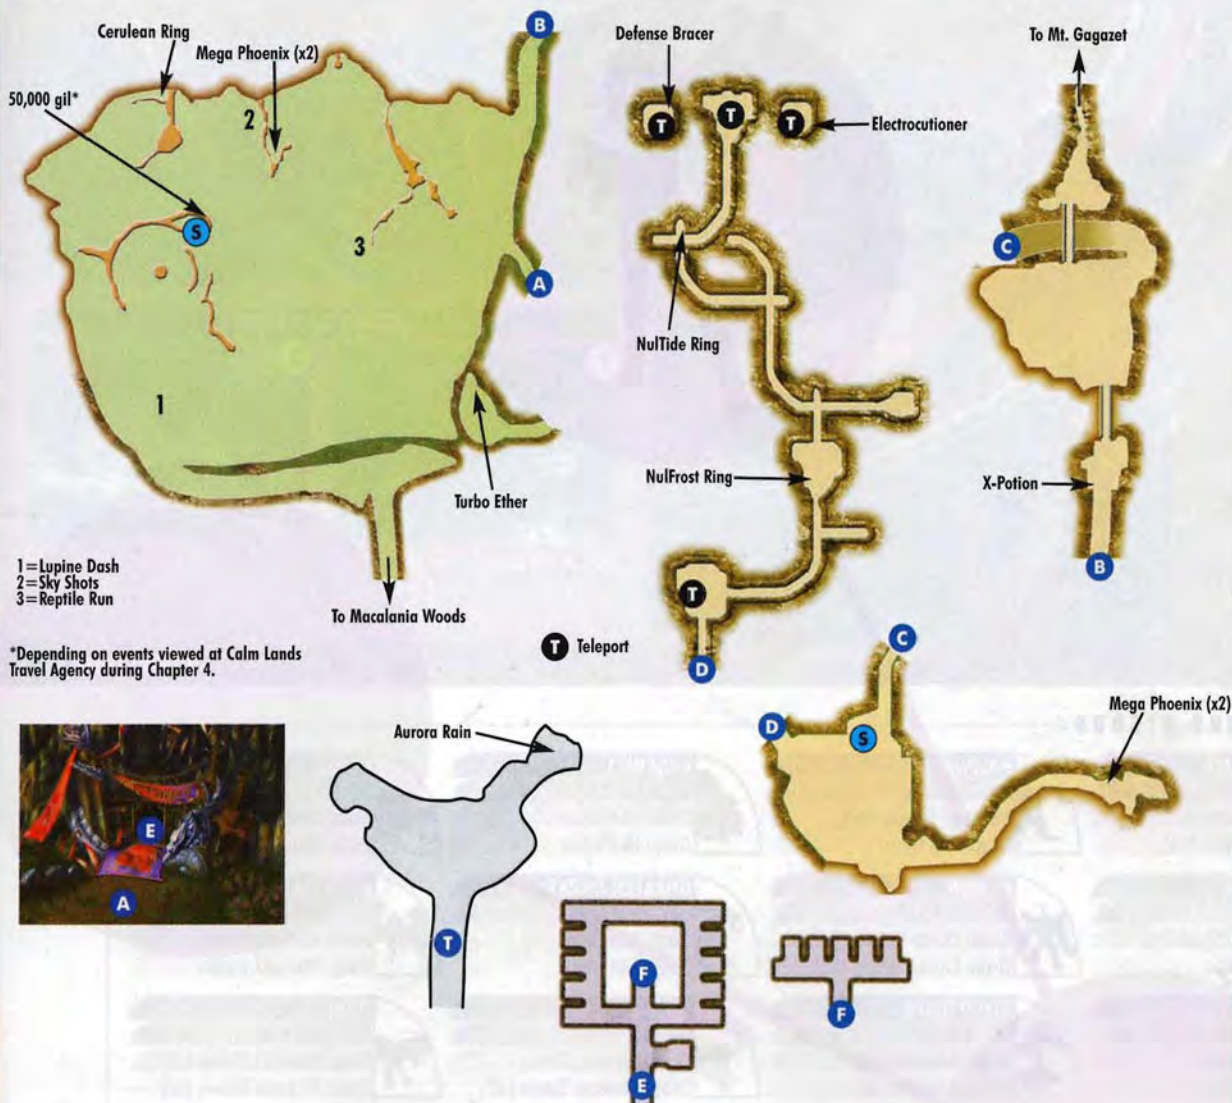 Cerulean Ring
B
Defense Bracer
To Mt. Gagazet
Mega Phoenix (x2)
50,000 gil*
2
T
T
T
Electrocutioner
S
3
C
A
NulTide Ring
1
NulFrost Ring
X-Potion
Turbo Ether
1=Lupine Dash
2=Sky Shots
3=Reptile Run
B
T
To Macalania Woods
T Teleport
C
*Depending on events viewed at Calm Lands
Travel Agency during Chapter 4.
D
Mega Phoenix (x2)
D
S
Aurora Rain
E
A
T
F
F
E